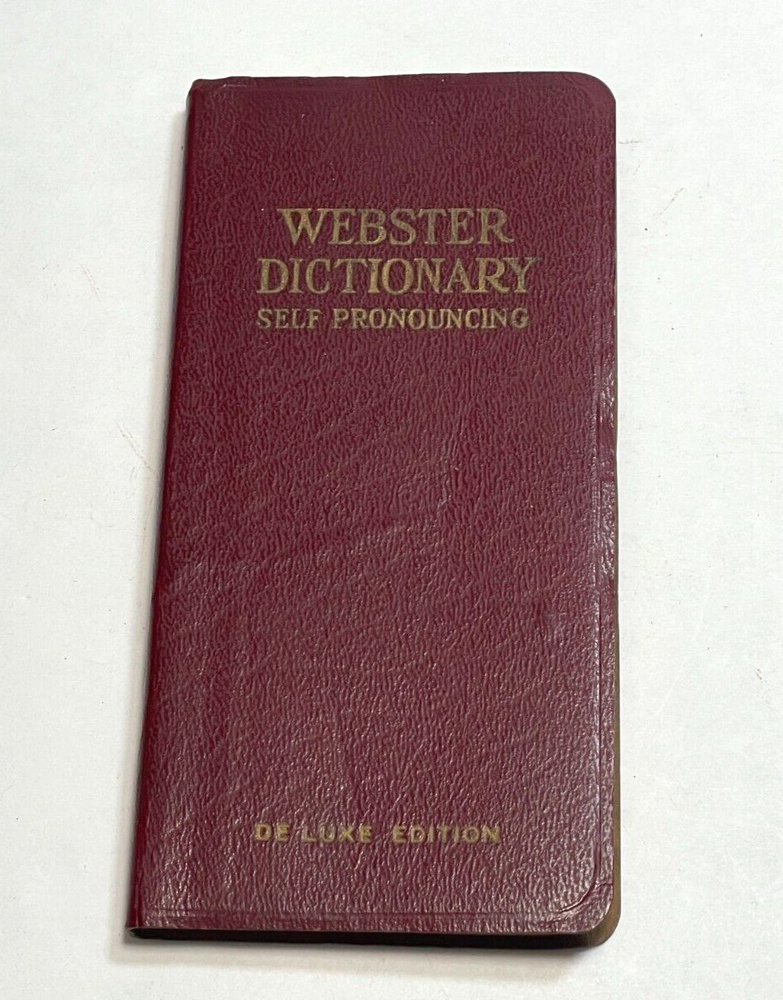 WEBSTER
DICTIONARY
SELF PRONOUNCING
DE LUXE EDITION